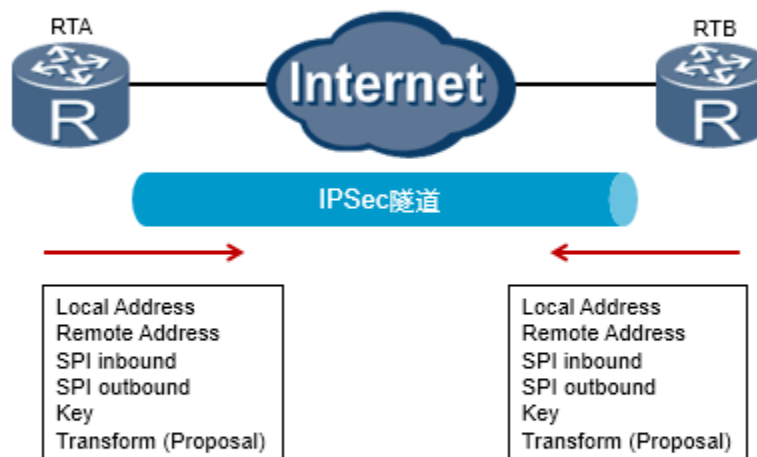 RTA
RTB
Internet
R
R
IPSec隧道
Local Address
Remote Address
SPI inbound
SPI outbound
Key
Transform (Proposal)
Local Address
Remote Address
SPI inbound
SPI outbound
Key
Transform (Proposal)